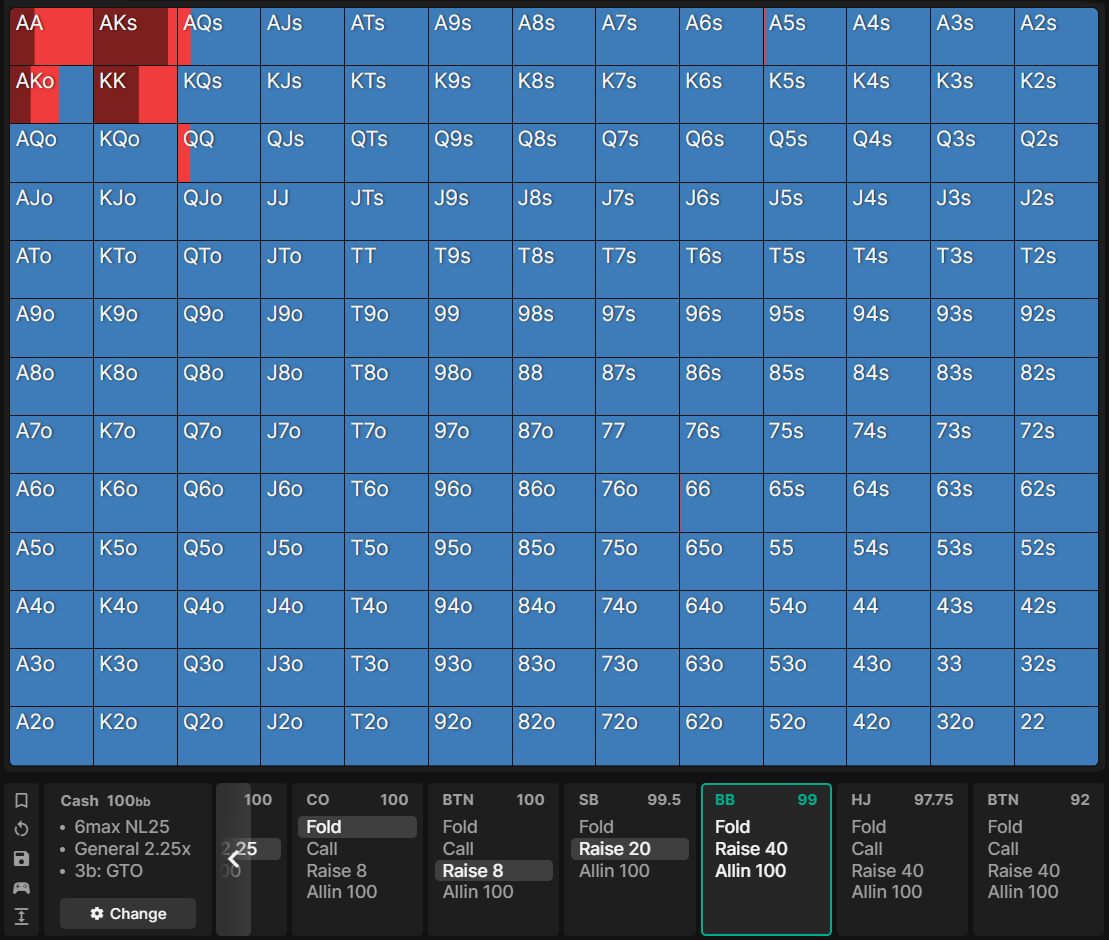 AA AKs AQs AJs ATs A9s A8s A7s A6s A5s A4s A3s A2s
AKo KK KQs KJs KTs K9s K8s K7s K6s K5s K4s K3s K2s
AQo KQo QQ QJs QTs Q9s Q8s Q7s Q6s Q5s Q4s Q3s Q2s
AJo KJo QJo JJ JTs J9s J8s J7s J6s J5s J4s J3s J2s
ATo KTo QTo JTo TT T9s T8s T7s T6s T5s T4s T3s T2s
A9o K9o Q9o J9o T9o 99 98s 97s 96s 95s 94s 93s 92s
A8o K8o Q8o J8o T8o 98o 88 87s 86s 85s 84s 83s 82s
A7o K7o Q7o J7o T7o 97o 87o 77 76s 75s 74s 73s 72s
A6o K6o Q6o J6o T6o 96o 86o 76o 66 65s 64s 63s 62s
A5o K5o Q5o J5o T5o 95o 85o 75o 65o 55 54s 53s 52s
A4o K4o Q4o J4o T4o 94o 84o 74o 64o 54o 44 43s 42s
A3o K3o Q3o J3o T3o 93o 83o 73o 63o 53o 43o 33 32s
A2o K2o Q2o J2o T2o 92o 82o 72o 62o 52o 42o 32o 22
Cash 100bb
• 6max NL25
• General 2.25x
• 3b: GTO
Change
100
2.25
00
CO 100
Fold
Call
Raise 8
Allin 100
BTN 100
Fold
Call
Raise 8
Allin 100
SB 99.5
Fold
Raise 20
Allin 100
BB 99
Fold
Raise 40
Allin 100
HJ 97.75
Fold
Call
Raise 40
Allin 100
BTN 92
Fold
Call
Raise 40
Allin 100